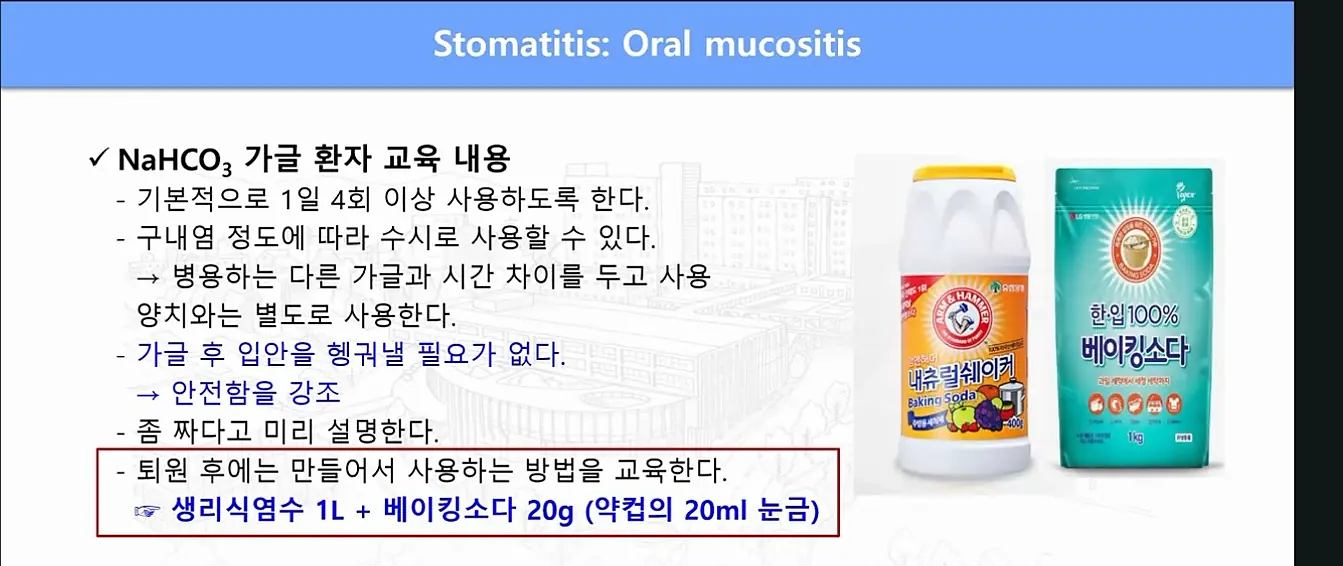 Stomatitis: Oral mucositis
✓ NaHCO₃ 가글 환자 교육 내용
- 기본적으로 1일 4회 이상 사용하도록 한다.
- 구내염 정도에 따라 수시로 사용할 수 있다.
→ 병용하는 다른 가글과 시간 차이를 두고 사용
양치와는 별도로 사용한다.
- 가글 후 입안을 헹궈낼 필요가 없다.
→ 안전함을 강조
- 좀 짜다고 미리 설명한다.
- 퇴원 후에는 만들어서 사용하는 방법을 교육한다.
☞ 생리식염수 1L + 베이킹소다 20g (약컵의 20ml 눈금)
ARM & HAMMER
내츄럴쉐이커
Baking Soda
400g
LG
BAKING SODA
한·입 100%
베이킹소다
1kg